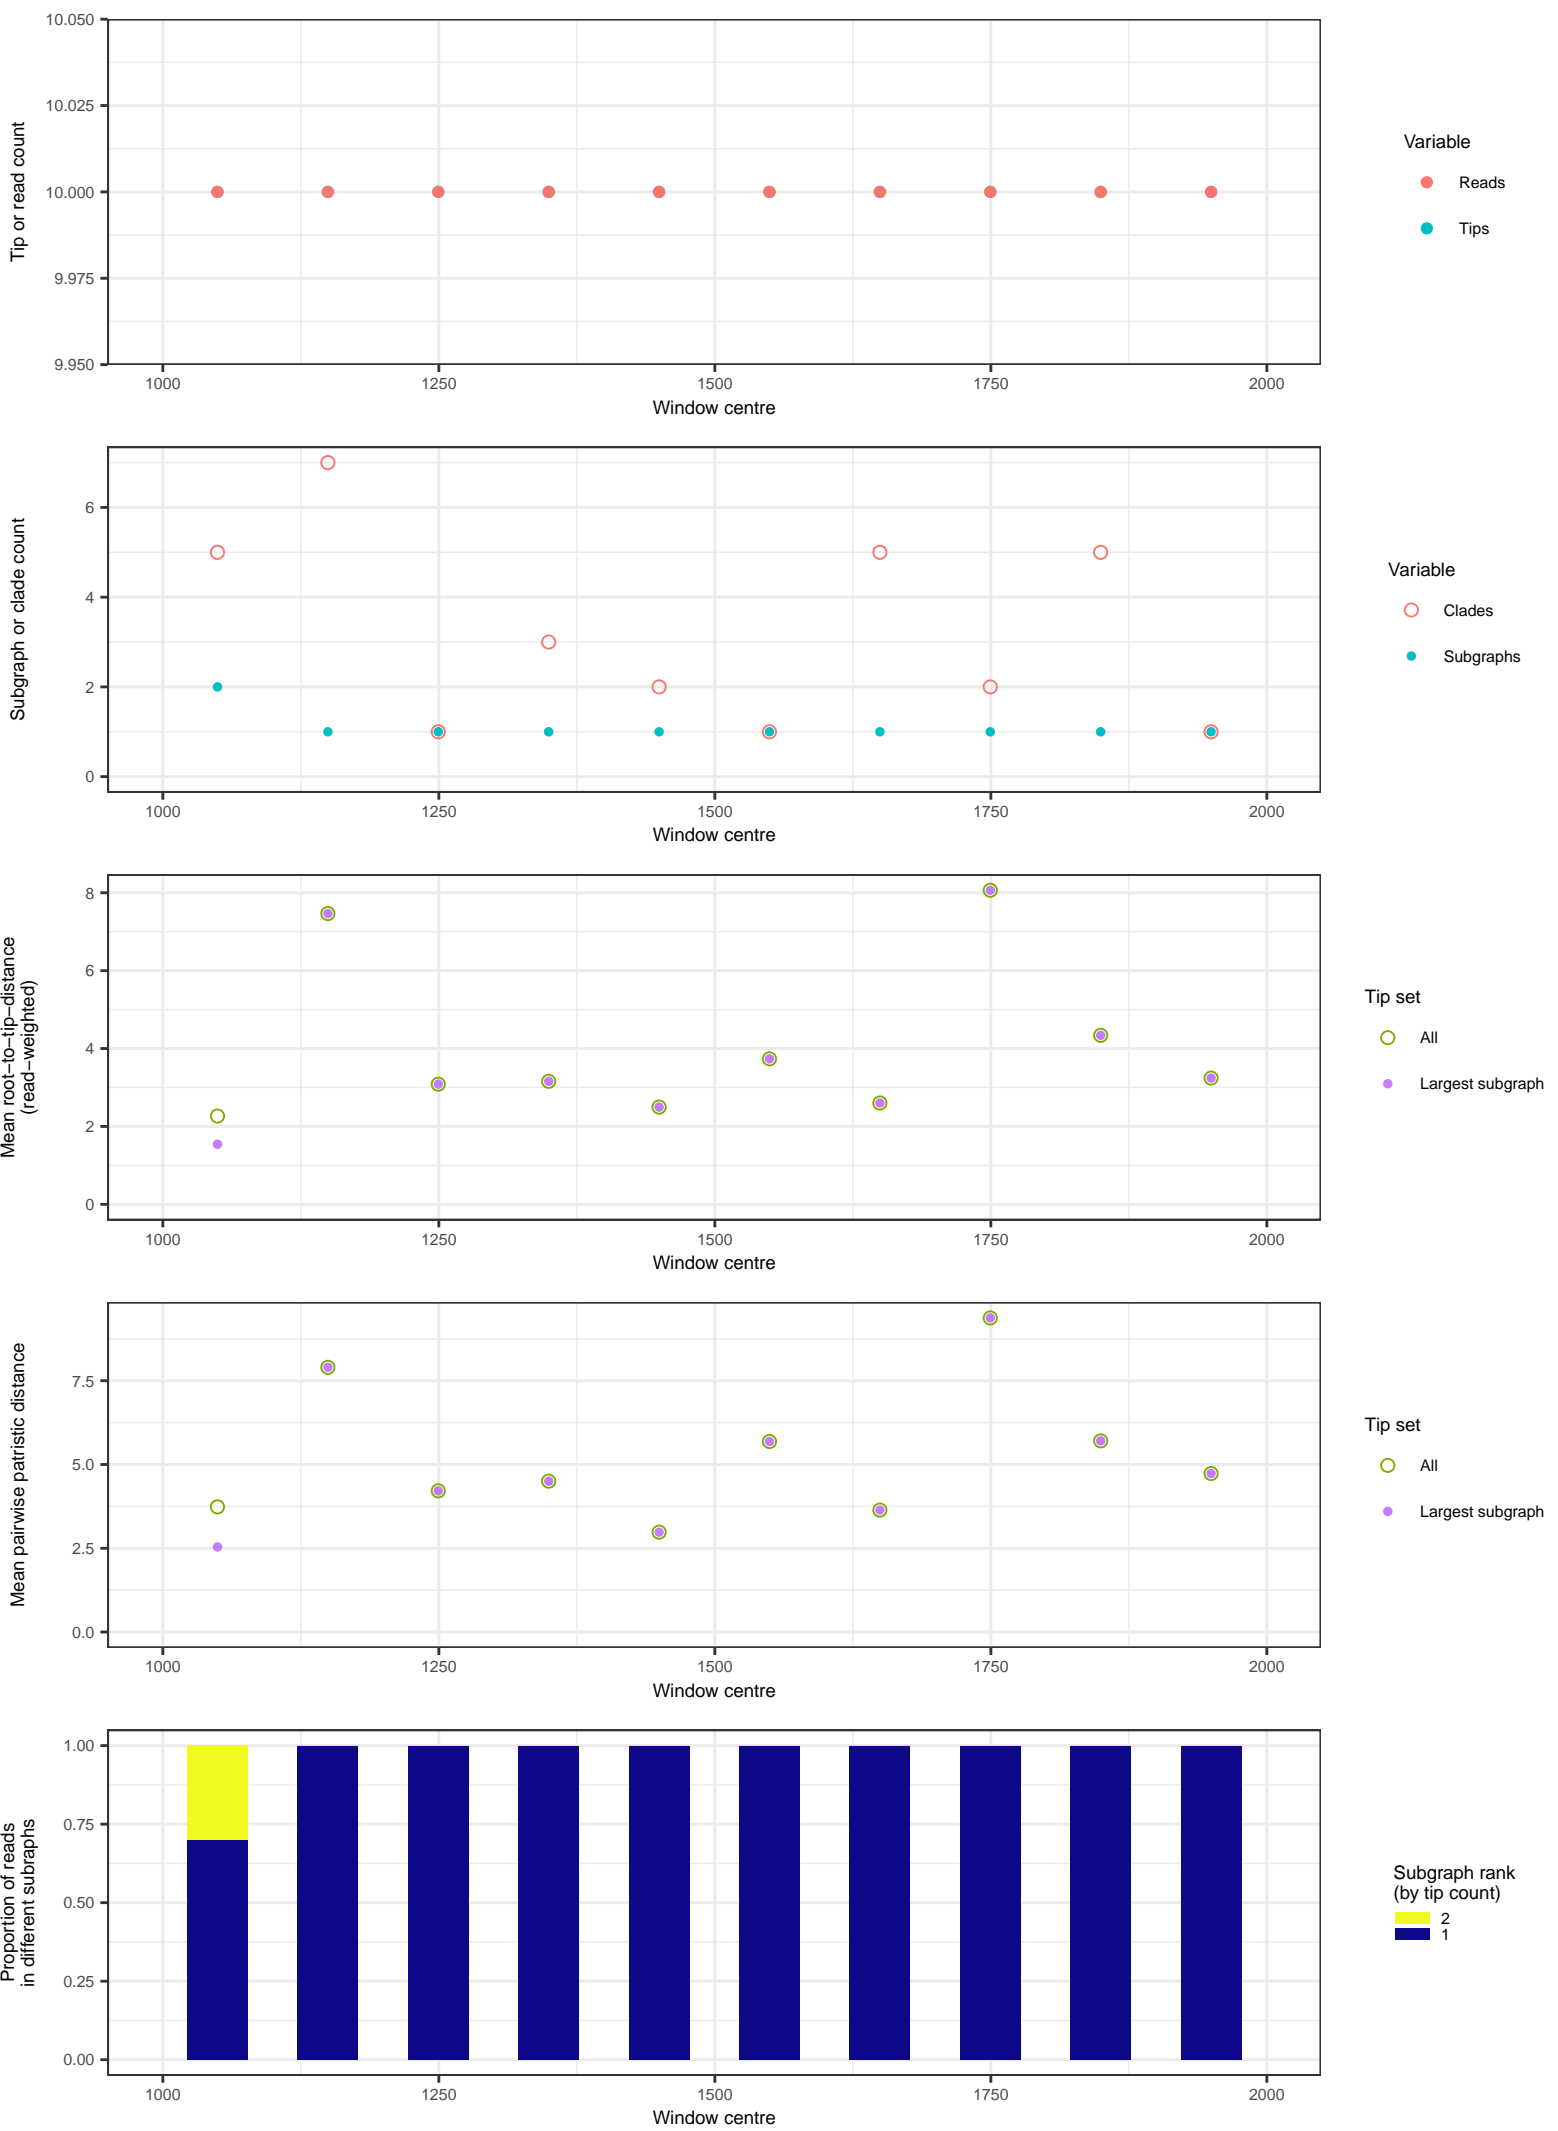 10.050
10.025
10.000
9.975
9.950
Tip or read count
1000 1250 1500 1750 2000
Window centre
Variable
Reads
Tips
6
4
2
0
Subgraph or clade count
1000 1250 1500 1750 2000
Window centre
Variable
Clades
Subgraphs
8
6
4
2
0
Mean root−to−tip−distance
(read−weighted)
1000 1250 1500 1750 2000
Window centre
Tip set
All
Largest subgraph
7.5
5.0
2.5
0.0
Mean pairwise patristic distance
1000 1250 1500 1750 2000
Window centre
Tip set
All
Largest subgraph
1.00
0.75
0.50
0.25
0.00
Proportion of reads
in different subraphs
1000 1250 1500 1750 2000
Window centre
Subgraph rank
(by tip count)
2
1